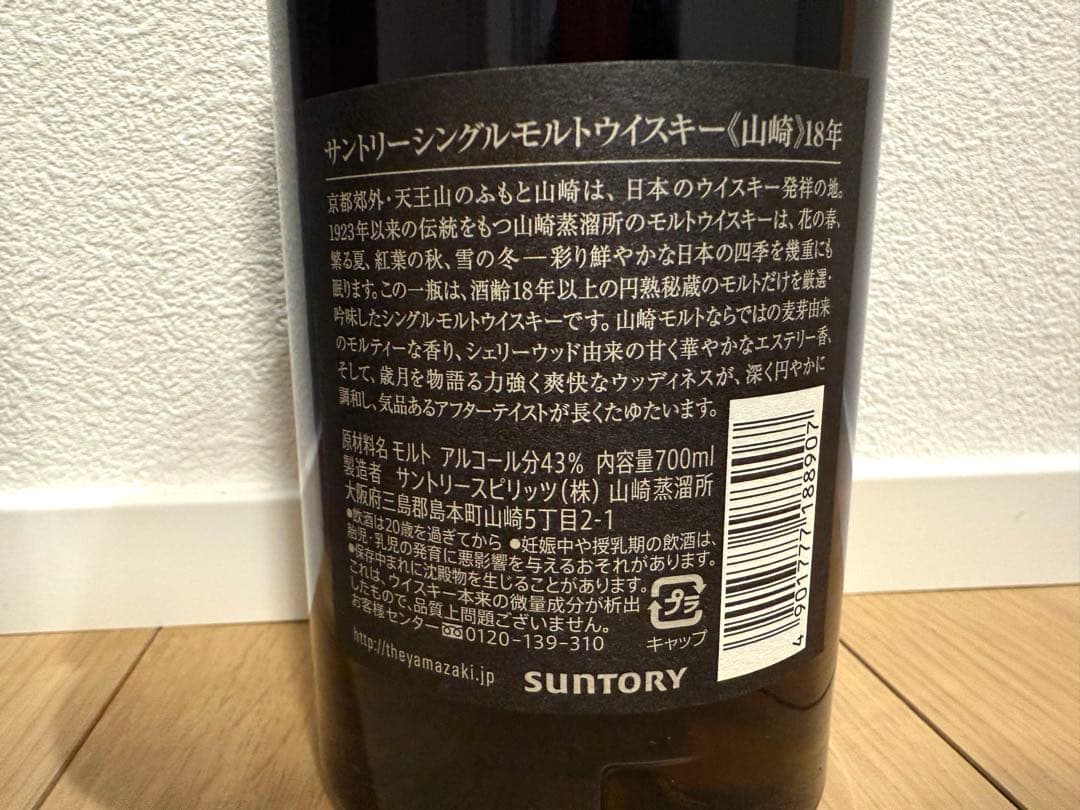 サントリーシングルモルトウイスキー《山崎》18年
京都郊外・天王山のふもと山崎は、日本のウイスキー発祥の地。
1923年以来の伝統をもつ山崎蒸溜所のモルトウイスキーは、花の春、
繁る夏、紅葉の秋、雪の冬―彩り鮮やかな日本の四季を幾重にも
眠ります。この一瓶は、酒齢18年以上の円熟秘蔵のモルトだけを厳選・
吟味したシングルモルトウイスキーです。山崎モルトならではの麦芽由来
のモルティーな香り、シェリーウッド由来の甘く華やかなエステリー香、
そして、歳月を物語る力強く爽快なウッディネスが、深く円やかに
調和し、気品あるアフターテイストが長くたゆたいます。
原材料名 モルト アルコール分43% 内容量700ml
製造者 サントリースピリッツ(株) 山崎蒸溜所
大阪府三島郡島本町山崎5丁目2-1
●飲酒は20歳を過ぎてから ●妊娠中や授乳期の飲酒は、
胎児・乳児の発育に悪影響を与えるおそれがあります。
●保存中まれに沈殿物を生じることがあります。
これは、ウイスキー本来の微量成分が析出
したもので、品質上問題ございません。
お客様センター 0120-139-310
http://theyamazaki.jp
プラ
キャップ
SUNTORY
4 901777 188907